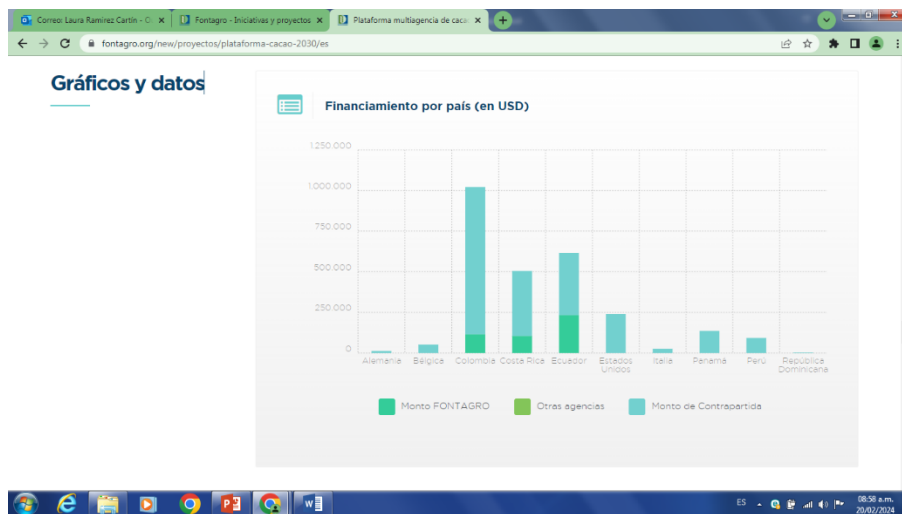 Correo: Laura Ramírez Cartín - O
Fontagro - Iniciativas y proyectos
Plataforma multiagencia de caca
fontagro.org/new/proyectos/plataforma-cacao-2030/es
Gráficos y datos
Financiamiento por país (en USD)
1.250.000
1.000.000
750.000
500.000
250.000
0
Alemania Bélgica Colombia Costa Rica Ecuador Estados Italia Panamá Perú República
Unidos Dominicana
Monto FONTAGRO Otras agencias Monto de Contrapartida
ES
08:58 a.m.
20/02/2024